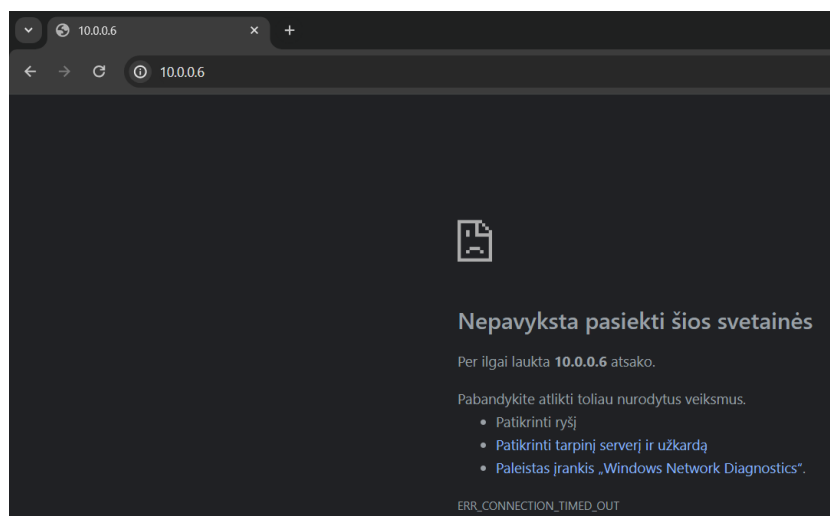 10.0.0.6
10.0.0.6
Nepavyksta pasiekti šios svetainės
Per ilgai laukta 10.0.0.6 atsako.
Pabandykite atlikti toliau nurodytus veiksmus.
• Patikrinti ryšį
• Patikrinti tarpinį serverį ir užkardą
• Paleistas įrankis „Windows Network Diagnostics“.
ERR_CONNECTION_TIMED_OUT